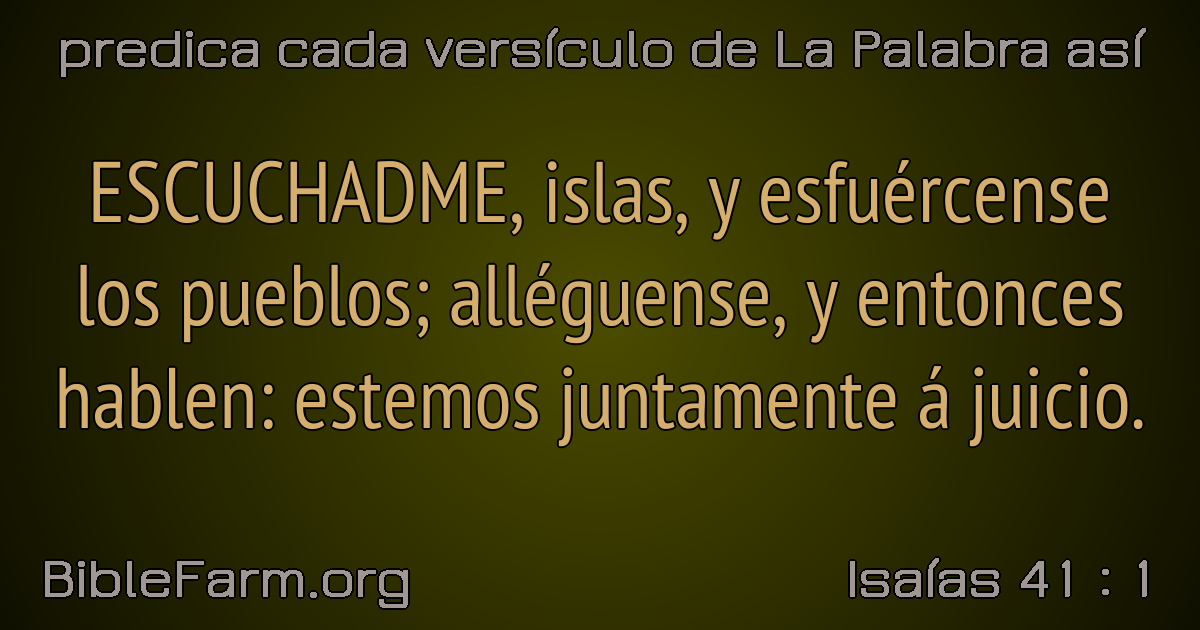 predica cada versículo de La Palabra así
ESCUCHADME, islas, y esfuércense
los pueblos; alléguense, y entonces
hablen: estemos juntamente á juicio.
BibleFarm.org
Isaías 41 : 1